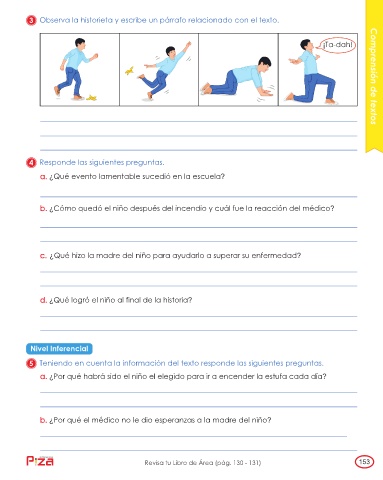 3 Observa la historieta y escribe un párrafo relacionado con el texto.
¡Ta-dah!
Comprensión de textos
4 Responde las siguientes preguntas.
a. ¿Qué evento lamentable sucedió en la escuela?
b. ¿Cómo quedó el niño después del incendio y cuál fue la reacción del médico?
c. ¿Qué hizo la madre del niño para ayudarlo a superar su enfermedad?
d. ¿Qué logró el niño al final de la historia?
Nivel Inferencial
5 Teniendo en cuenta la información del texto responde las siguientes preguntas.
a. ¿Por qué habrá sido el niño el elegido para ir a encender la estufa cada día?
b. ¿Por qué el médico no le dio esperanzas a la madre del niño?
Piza
Revisa tu Libro de Área (pág. 130 - 131)
153